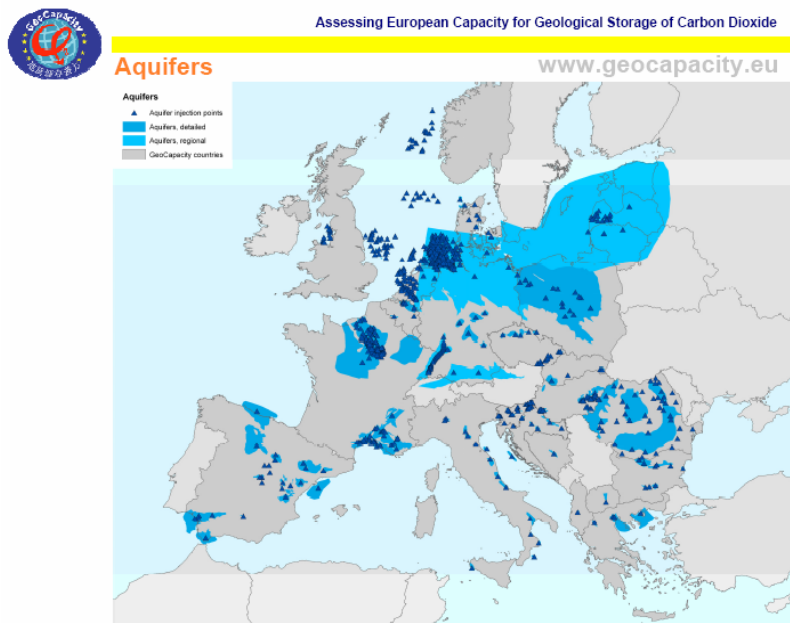 GeoCapacity
Assessing European Capacity for Geological Storage of Carbon Dioxide
Aquifers
www.geocapacity.eu
Aquifers
Aquifer injection points
Aquifers, detailed
Aquifers, regional
GeoCapacity countries